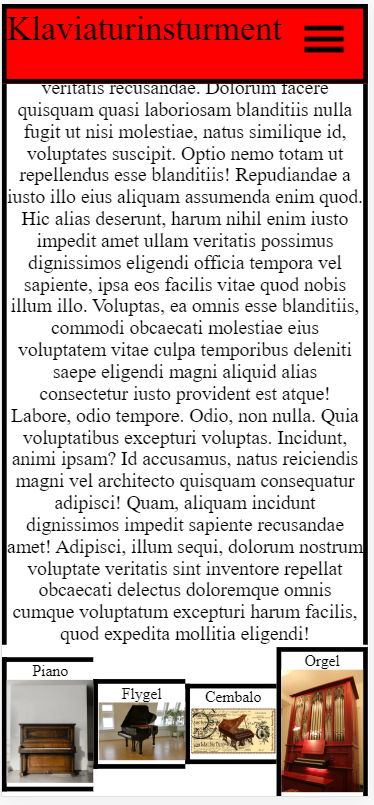 Klaviaturinsturment
veritatis recusandae. Dolorum facere
quisquam quasi laboriosam blanditiis nulla
fugit ut nisi molestiae, natus similique id,
voluptates suscipit. Optio nemo totam ut
repellendus esse blanditiis! Repudiandae a
iusto illo eius aliquam assumenda enim quod.
Hic alias deserunt, harum nihil enim iusto
impedit amet ullam veritatis possimus
dignissimos eligendi officia tempora vel
sapiente, ipsa eos facilis vitae quod nobis
illum illo. Voluptas, ea omnis esse blanditiis,
commodi obcaecati molestiae eius
voluptatem vitae culpa temporibus deleniti
saepe eligendi magni aliquid alias
consectetur iusto provident est atque!
Labore, odio tempore. Odio, non nulla. Quia
voluptatibus excepturi voluptas. Incidunt,
animi ipsam? Id accusamus, natus reiciendis
magni vel architecto quisquam consequatur
adipisci! Quam, aliquam incidunt
dignissimos impedit sapiente recusandae
amet! Adipisci, illum sequi, dolorum nostrum
voluptate veritatis sint inventore repellat
obcaecati delectus doloremque omnis
cumque voluptatum excepturi harum facilis,
quod expedita mollitia eligendi!
Piano
Flygel
Cembalo
Orgel